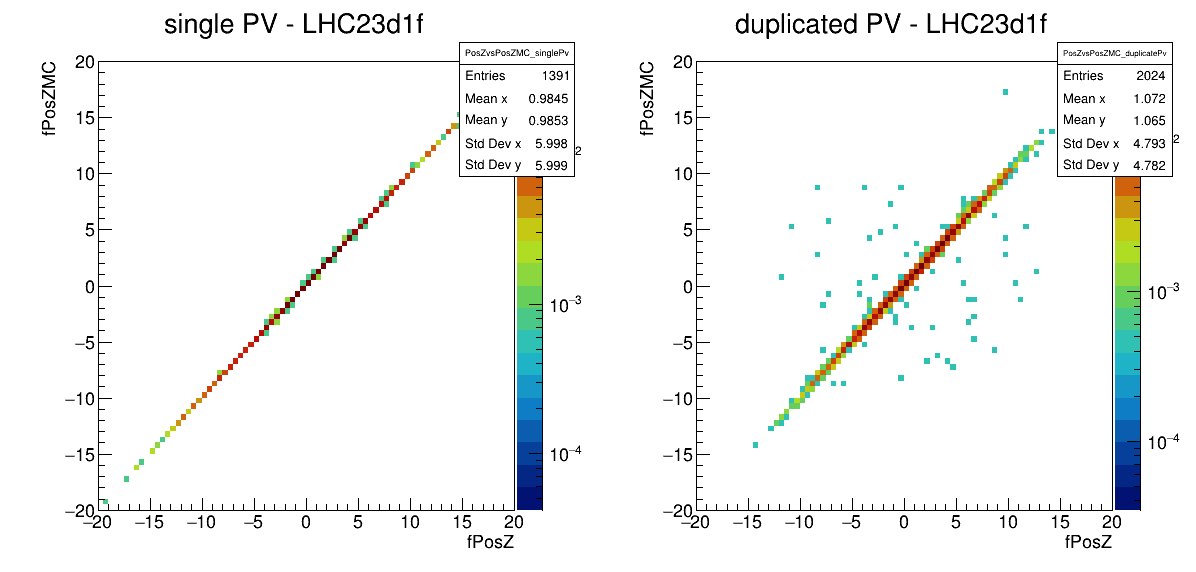 single PV - LHC23d1f
PosZvsPosZMC_singlePv
Entries 1391
Mean x 0.9845
Mean y 0.9853
Std Dev x 5.998
Std Dev y 5.999
fPosZMC
20
15
10
5
0
−5
−10
−15
−20
−20 −15 −10 −5 0 5 10 15 20
fPosZ
2
10−3
10−4
duplicated PV - LHC23d1f
PosZvsPosZMC_duplicatePv
Entries 2024
Mean x 1.072
Mean y 1.065
Std Dev x 4.793
Std Dev y 4.782
fPosZMC
20
15
10
5
0
−5
−10
−15
−20
−20 −15 −10 −5 0 5 10 15 20
fPosZ
2
10−3
10−4